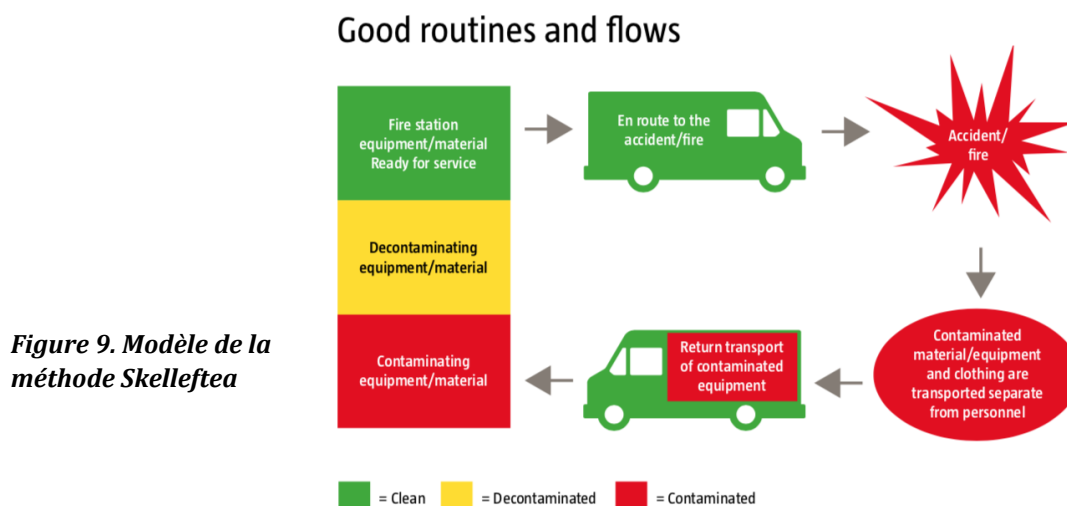 Good routines and flows
Fire station
equipment/material
Ready for service
En route to the
accident/fire
Accident/
fire
Decontaminating
equipment/material
Figure 9. Modèle de la
méthode Skelleftea
Contaminating
equipment/material
Return transport
of contaminated
equipment
Contaminated
material/equipment
and clothing are
transported separate
from personnel
= Clean
= Decontaminated
= Contaminated